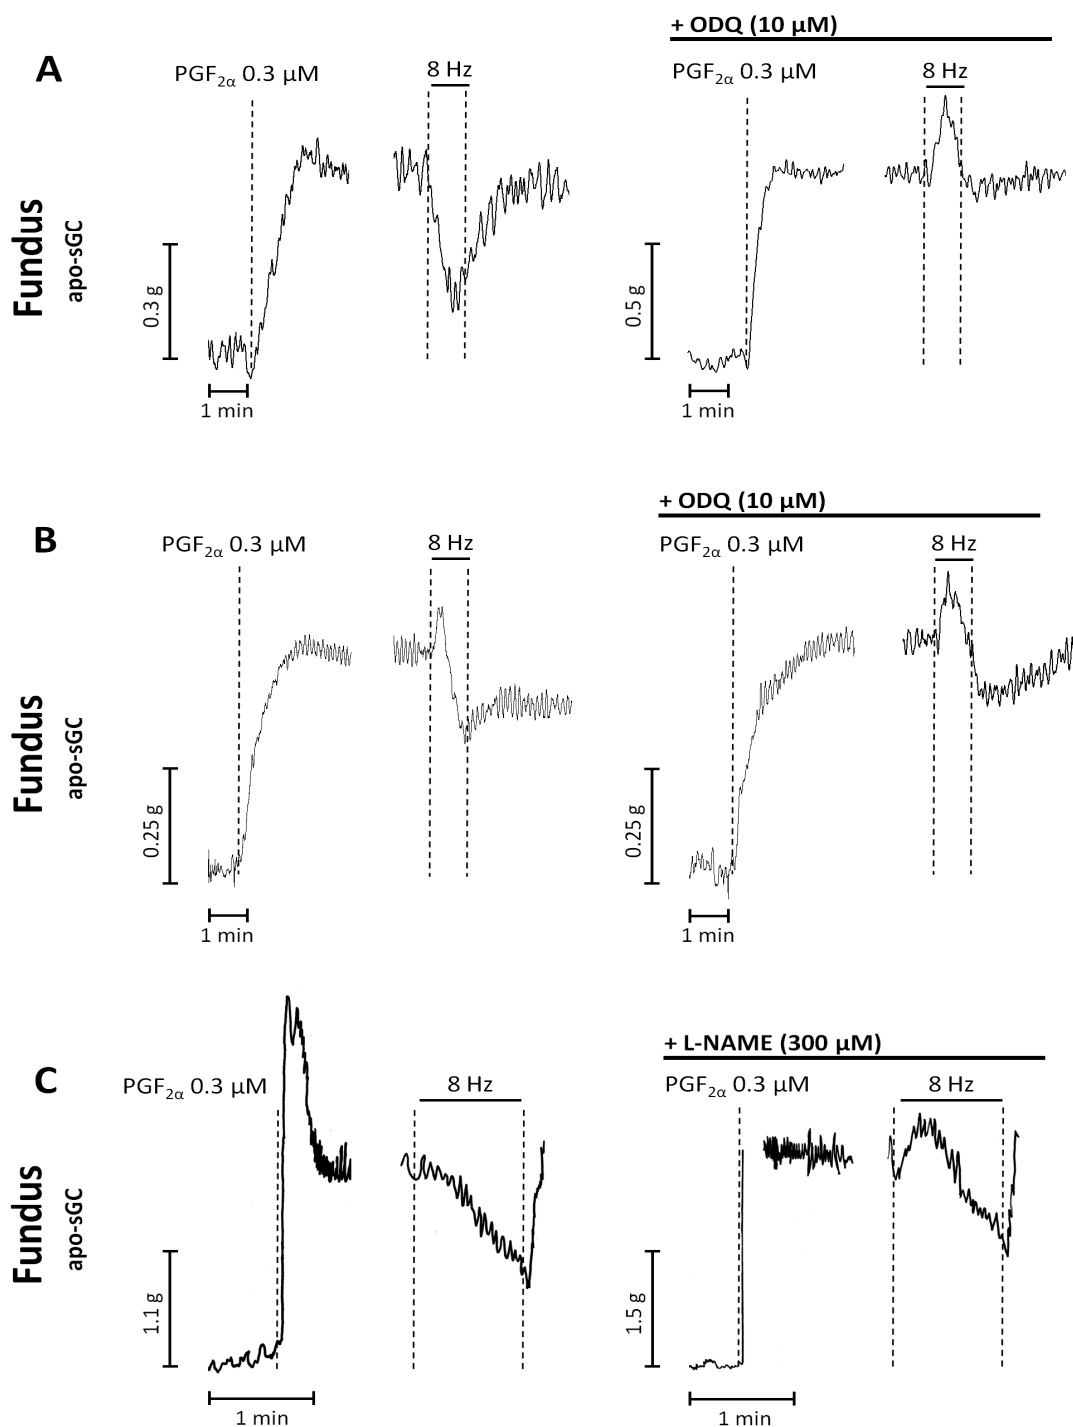 + ODQ (10 µM)
A
PGF2α 0.3 µM
8 Hz
PGF2α 0.3 µM
8 Hz
Fundus
apo-sGC
0.3 g
0.5 g
1 min
1 min
+ ODQ (10 µM)
B
PGF2α 0.3 µM
8 Hz
PGF2α 0.3 µM
8 Hz
Fundus
apo-sGC
0.25 g
0.25 g
1 min
1 min
+ L-NAME (300 µM)
C
PGF2α 0.3 µM
8 Hz
PGF2α 0.3 µM
8 Hz
Fundus
apo-sGC
1.1 g
1.5 g
1 min
1 min